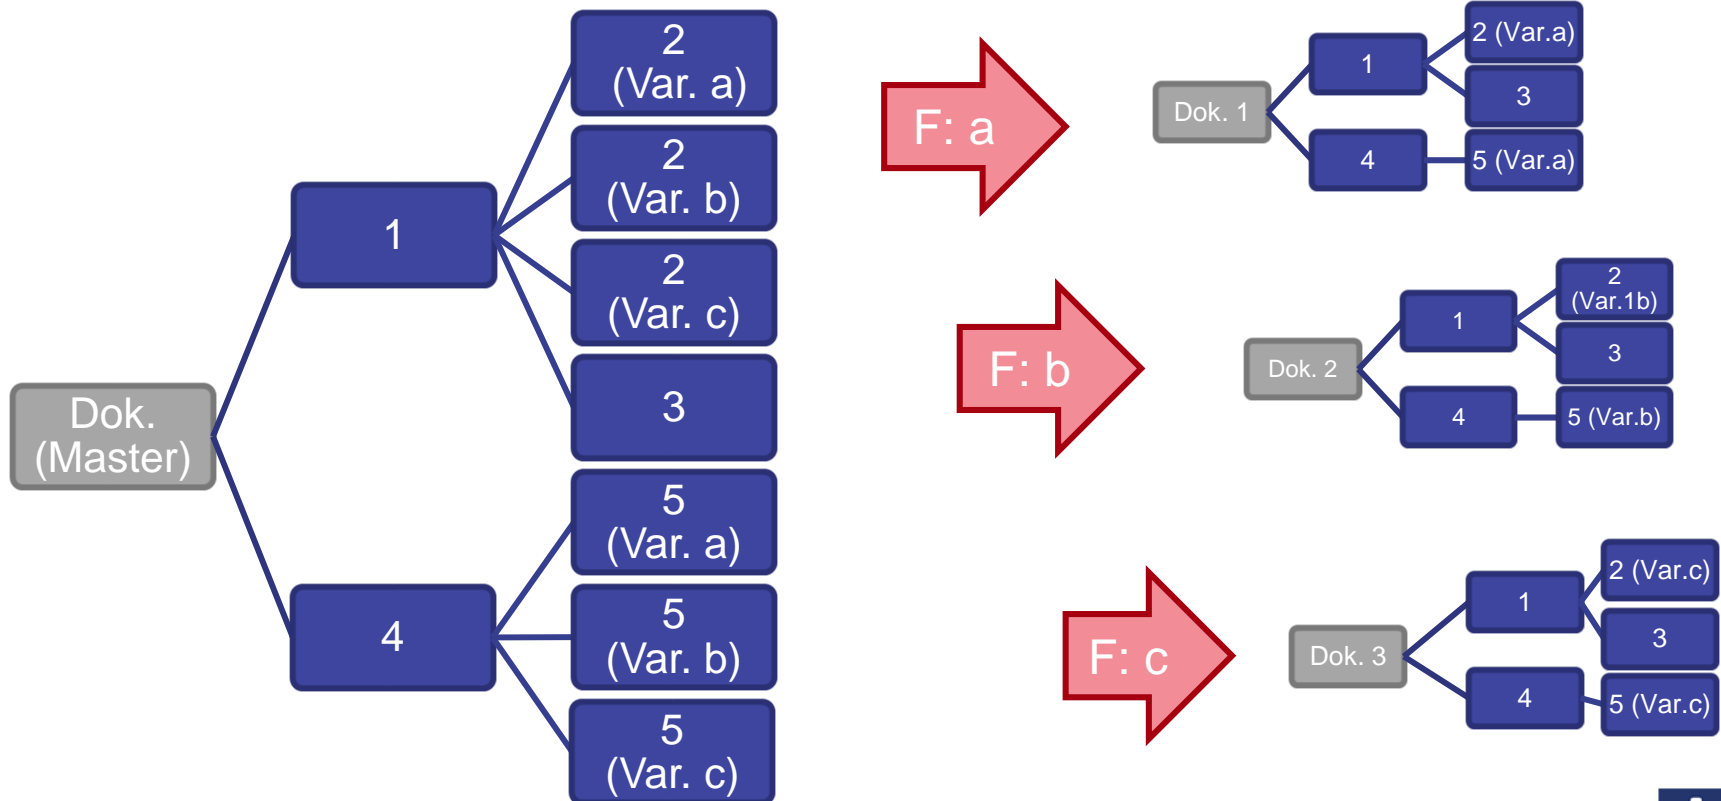 Dok.
(Master)
1
2
(Var. a)
2
(Var. b)
2
(Var. c)
3
4
5
(Var. a)
5
(Var. b)
5
(Var. c)
F: a
Dok. 1
1
2 (Var.a)
3
4
5 (Var.a)
F: b
Dok. 2
1
2
(Var.1b)
3
4
5 (Var.b)
F: c
Dok. 3
1
2 (Var.c)
3
4
5 (Var.c)